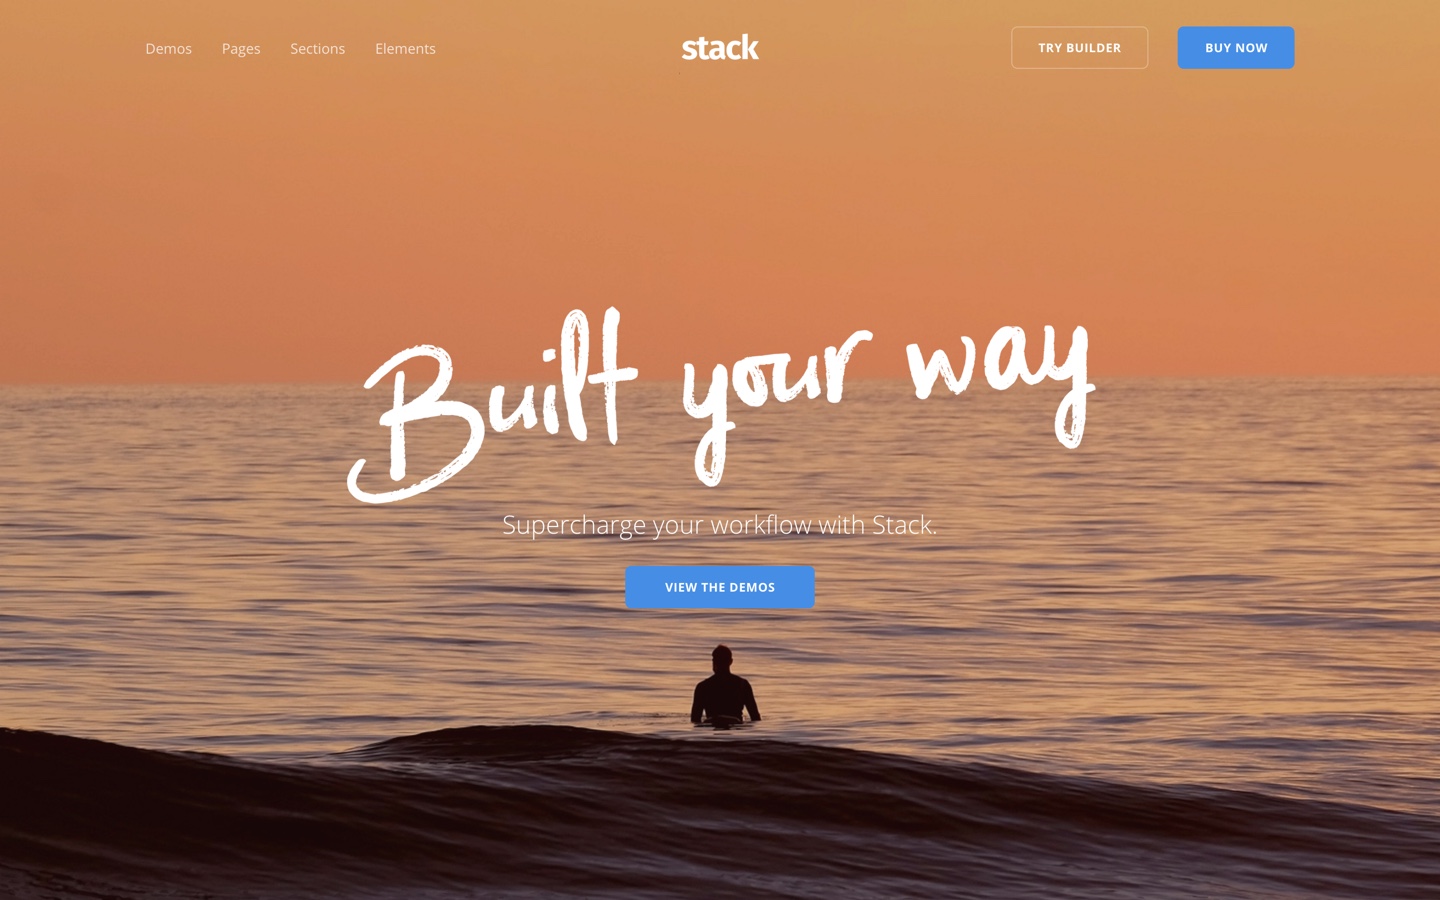 Demos Pages Sections Elements stack TRY BUILDER BUY NOW
Built your way
Supercharge your workflow with Stack.
VIEW THE DEMOS